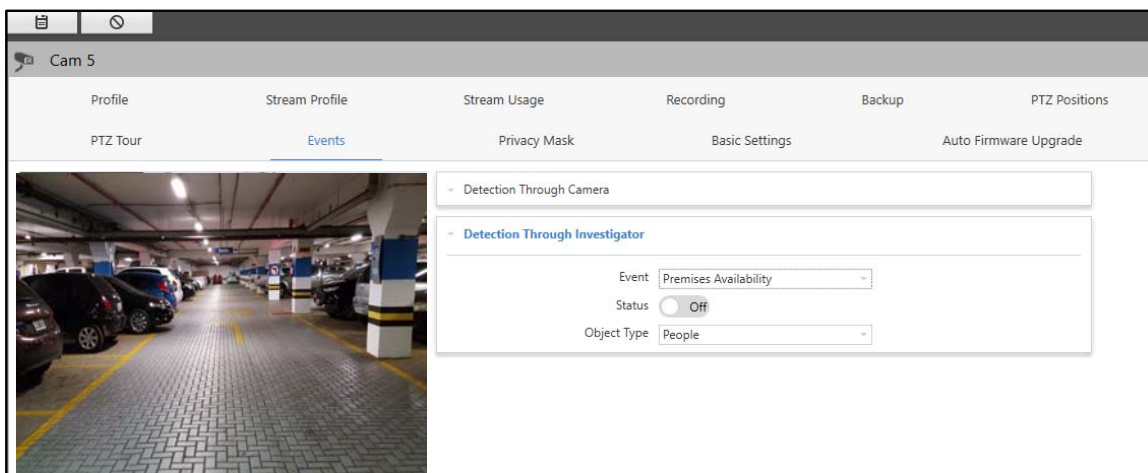 Cam 5
Profile Stream Profile Stream Usage Recording Backup PTZ Positions
PTZ Tour Events Privacy Mask Basic Settings Auto Firmware Upgrade
Detection Through Camera
Detection Through Investigator
Event Premises Availability
Status Off
Object Type People